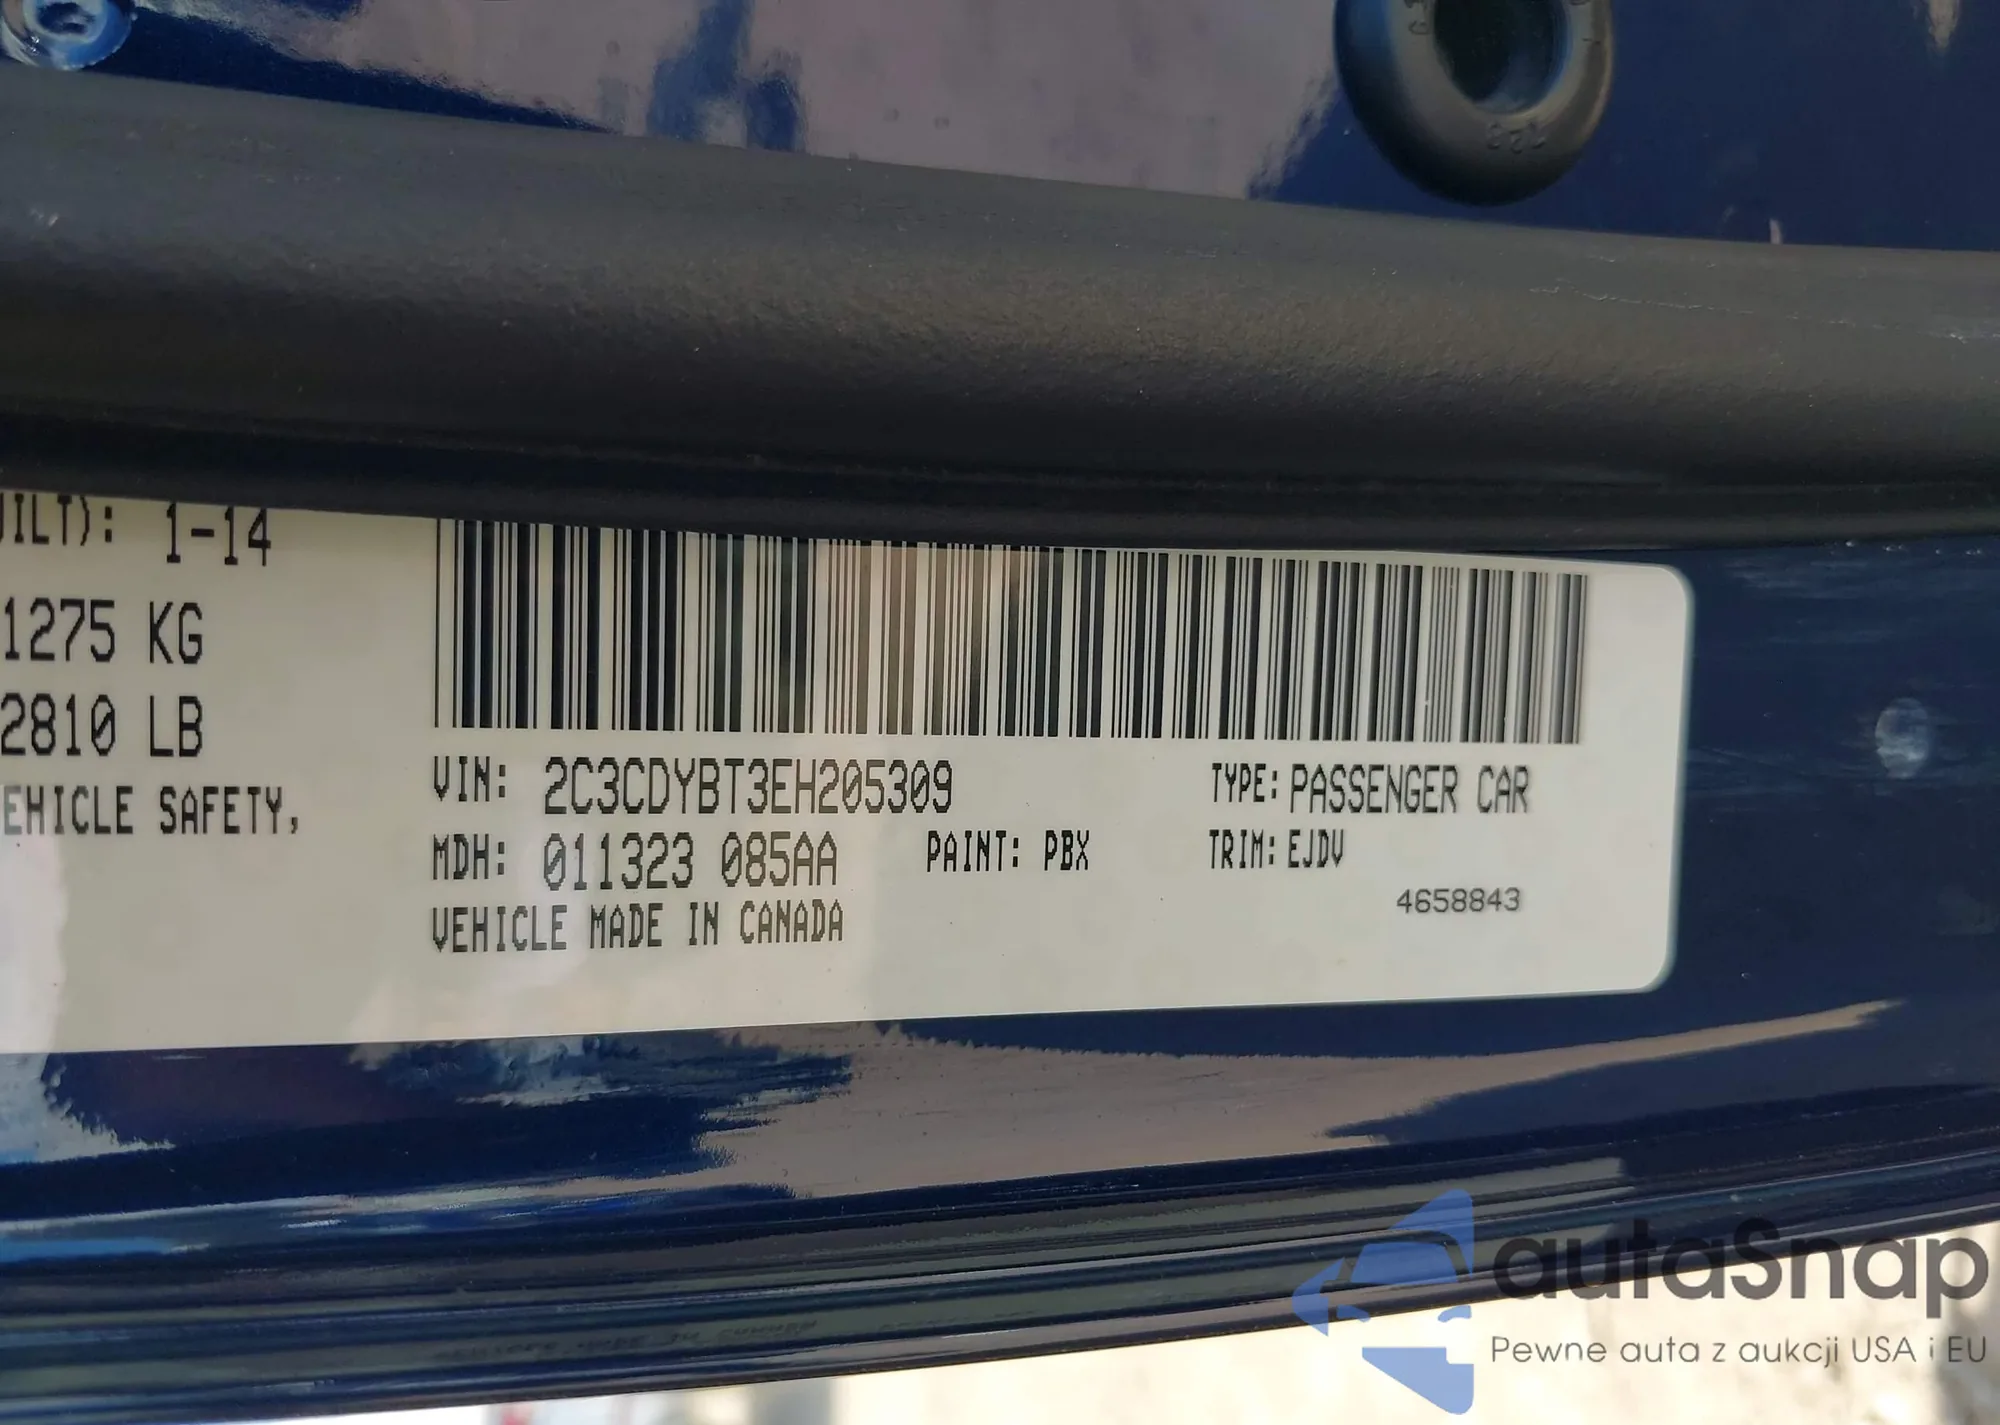 UILT): 1-14
1275 KG
2810 LB
EHICLE SAFETY,
VIN: 2C3CDYBT3EH205309
TYPE: PASSENGER CAR
MDH: 011323 085AA
PAINT: PBX
TRIM: EJDV
VEHICLE MADE IN CANADA
4658843
autaSnap
Pewne auta z aukcji USA i EU